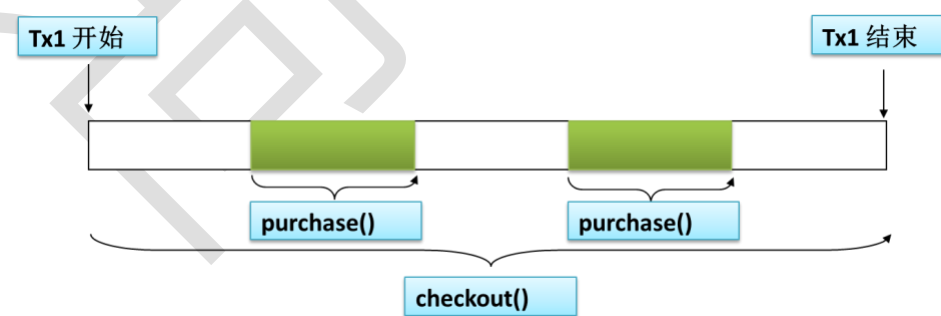 Tx1 开始
Tx1 结束
purchase()
purchase()
checkout()